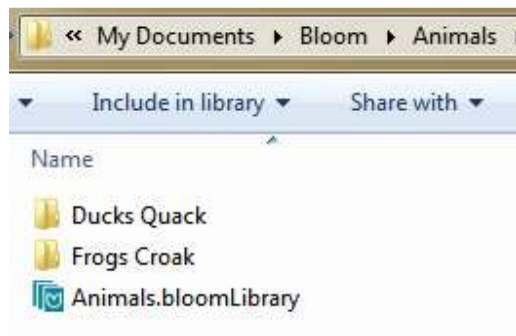 « My Documents ▸ Bloom ▸ Animals
Include in library ▾ Share with ▾
Name
Ducks Quack
Frogs Croak
Animals.bloomLibrary